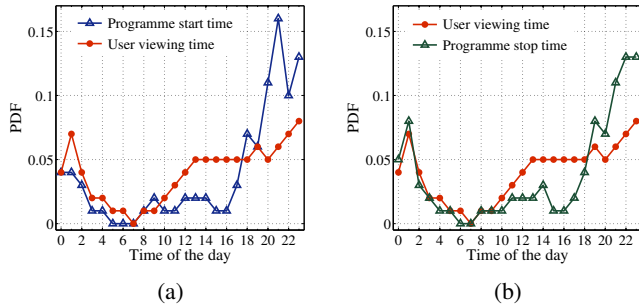 Programme start time
User viewing time
0.15
0.1
0.05
0
PDF
0 2 4 6 8 10 12 14 16 18 20 22
Time of the day
(a)
User viewing time
Programme stop time
0.15
0.1
0.05
0
PDF
0 2 4 6 8 10 12 14 16 18 20 22
Time of the day
(b)